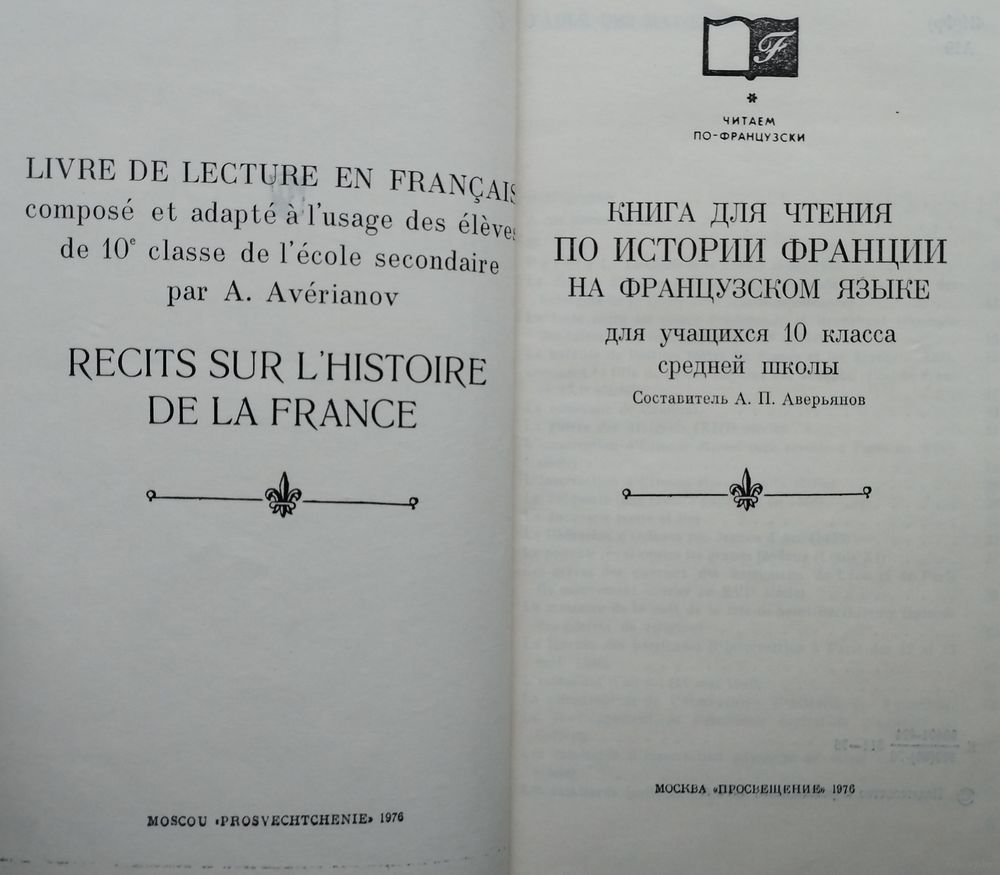 LIVRE DE LECTURE EN FRANÇAIS
composé et adapté à l'usage des élèves
de 10e classe de l'école secondaire
par A. Avérianov
RECITS SUR L'HISTOIRE
DE LA FRANCE
MOSCOU «PROSVECHTCHENIE» 1976
F
*
ЧИТАЕМ
ПО-ФРАНЦУЗСКИ
КНИГА ДЛЯ ЧТЕНИЯ
ПО ИСТОРИИ ФРАНЦИИ
НА ФРАНЦУЗСКОМ ЯЗЫКЕ
для учащихся 10 класса
средней школы
Составитель А. П. Аверьянов
МОСКВА «ПРОСВЕЩЕНИЕ» 1976